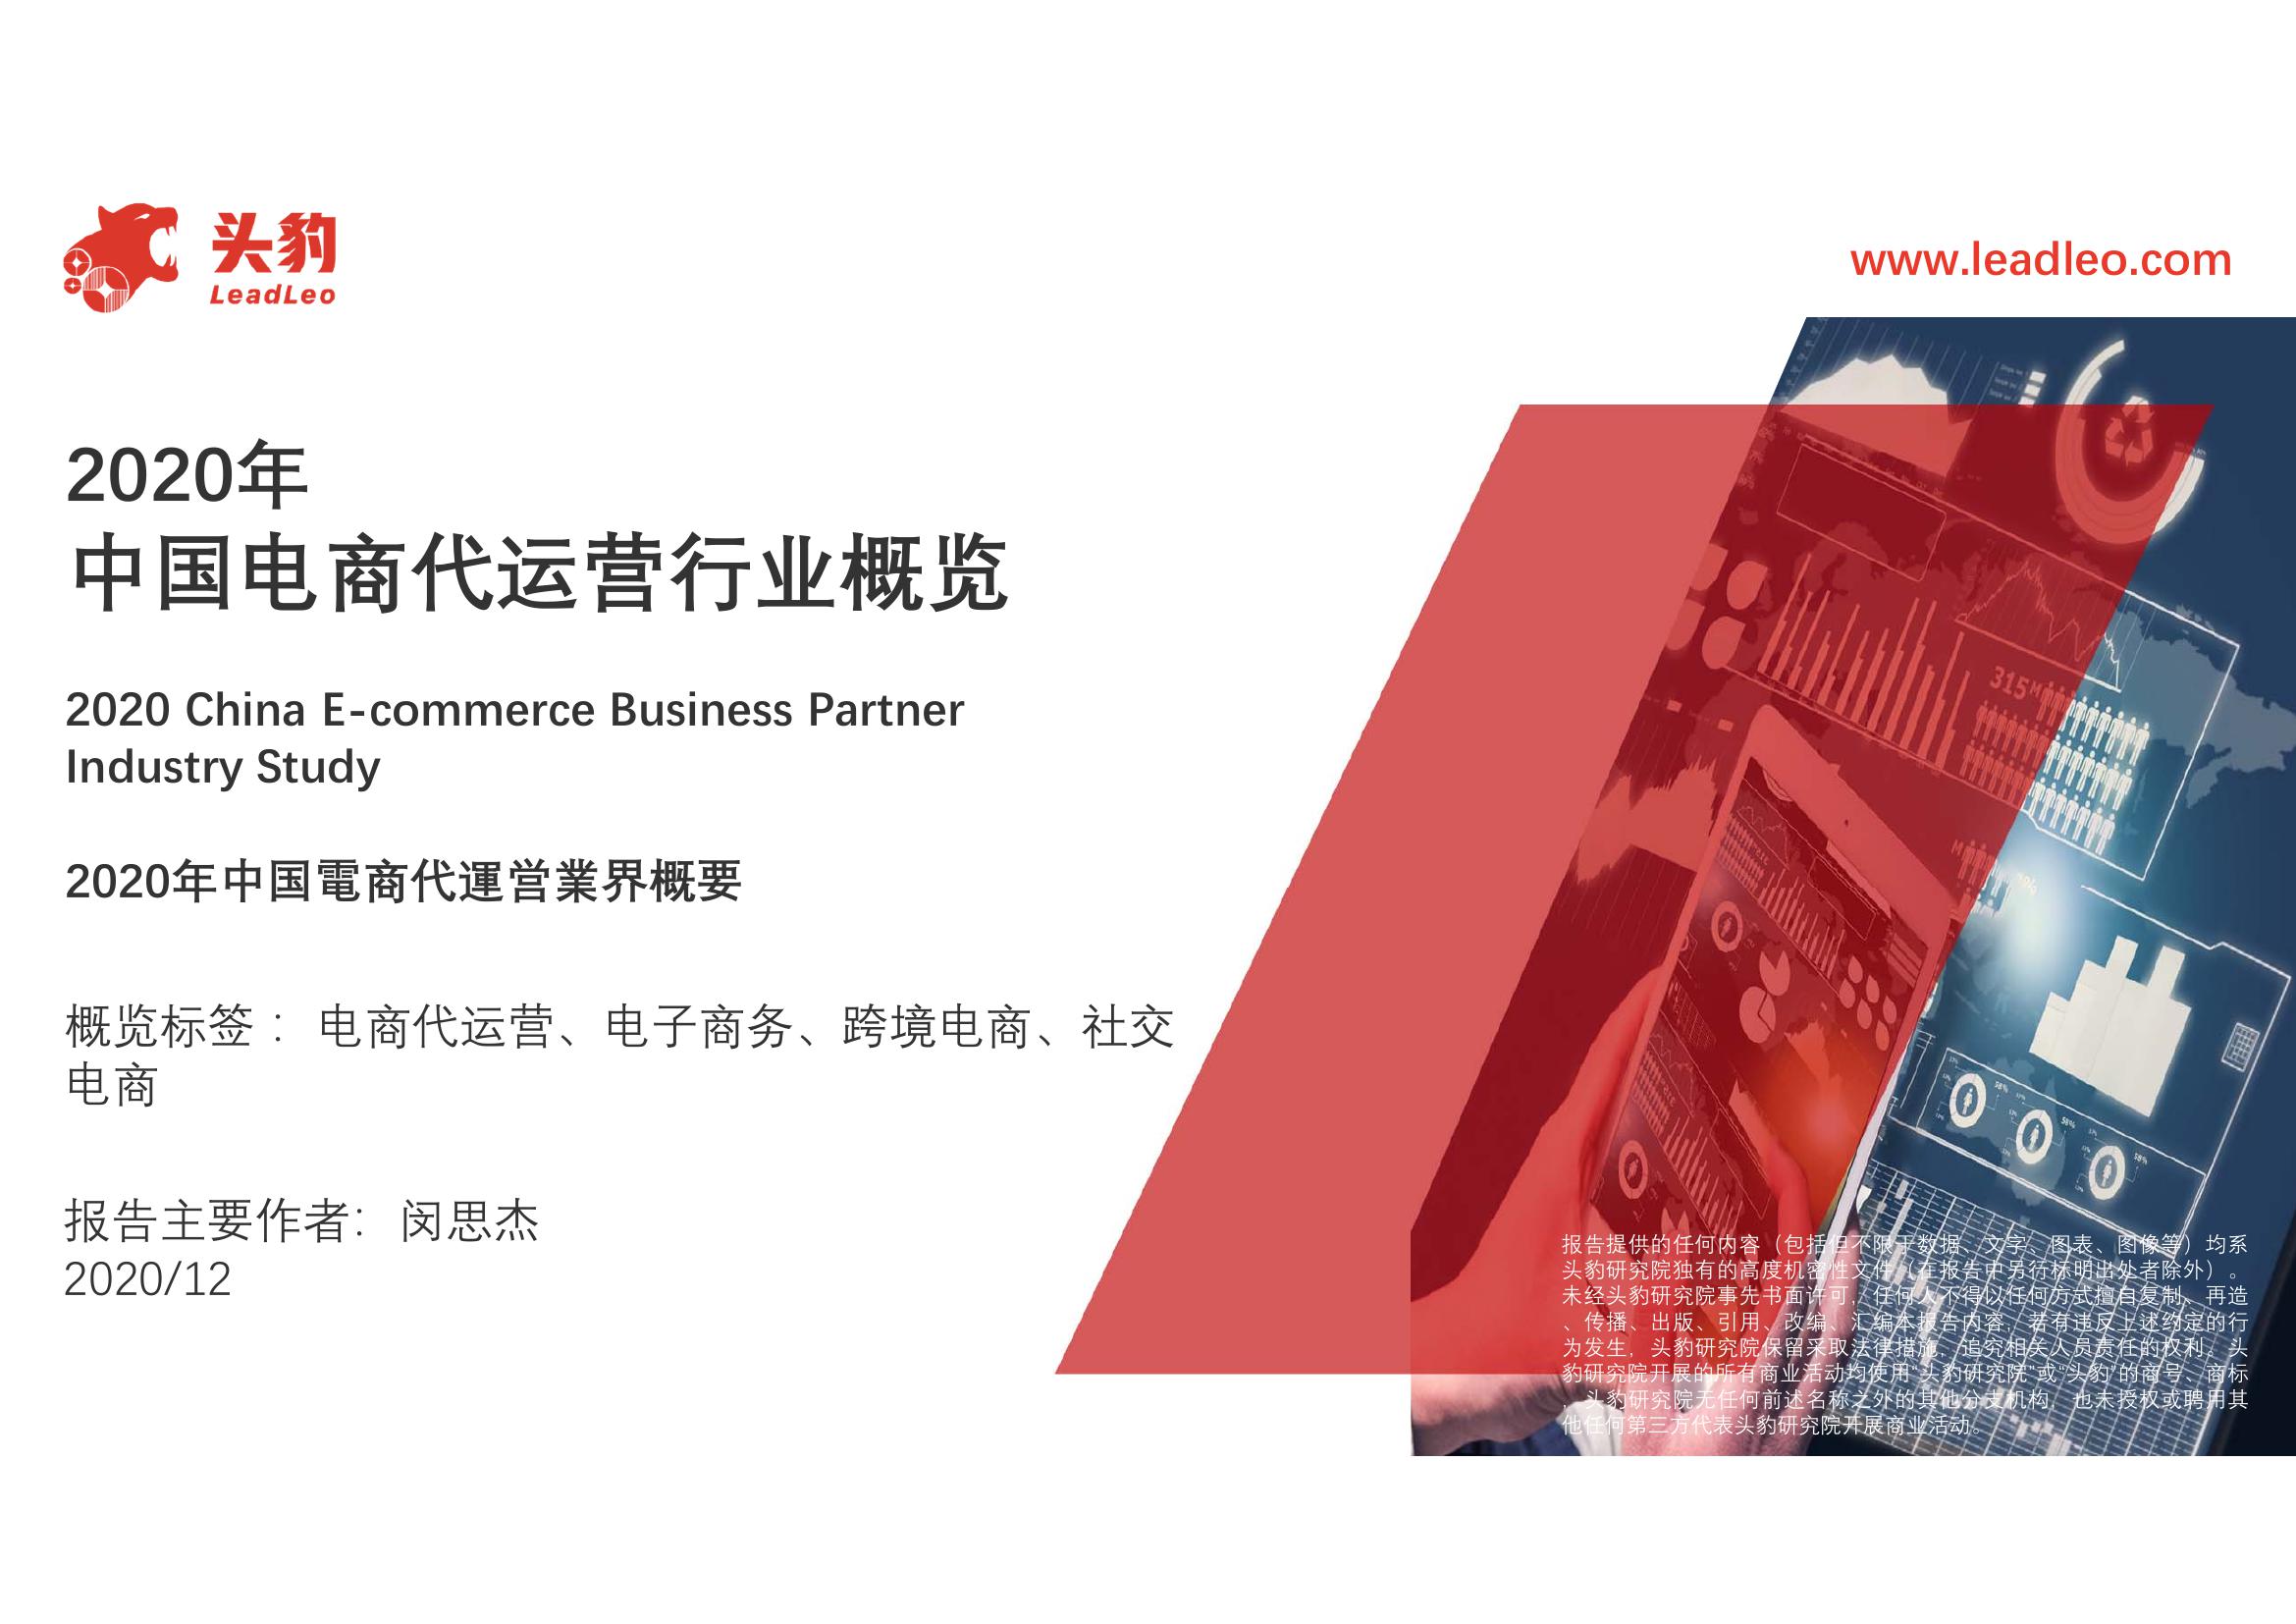 头豹
LeadLeo
www.leadleo.com
2020年
中国电商代运营行业概览
2020 China E-commerce Business Partner
Industry Study
2020年中国電商代運営業界概要
概览标签：电商代运营、电子商务、跨境电商、社交
电商
报告主要作者：闵思杰
2020/12
315M
报告提供的任何内容（包括但不限于数据、文字、图表、图像等）均系
头豹研究院独有的高度机密性文件（在报告中另行标明出处者除外）。
未经头豹研究院事先书面许可，任何人不得以任何方式擅自复制、再造
、传播、出版、引用、改编、汇编本报告内容，若有违反上述约定的行
为发生，头豹研究院保留采取法律措施，追究相关人员责任的权利。头
豹研究院开展的所有商业活动均使用“头豹研究院”或“头豹”的商号、商标
，头豹研究院无任何前述名称之外的其他分支机构，也未授权或聘用其
他任何第三方代表头豹研究院开展商业活动。